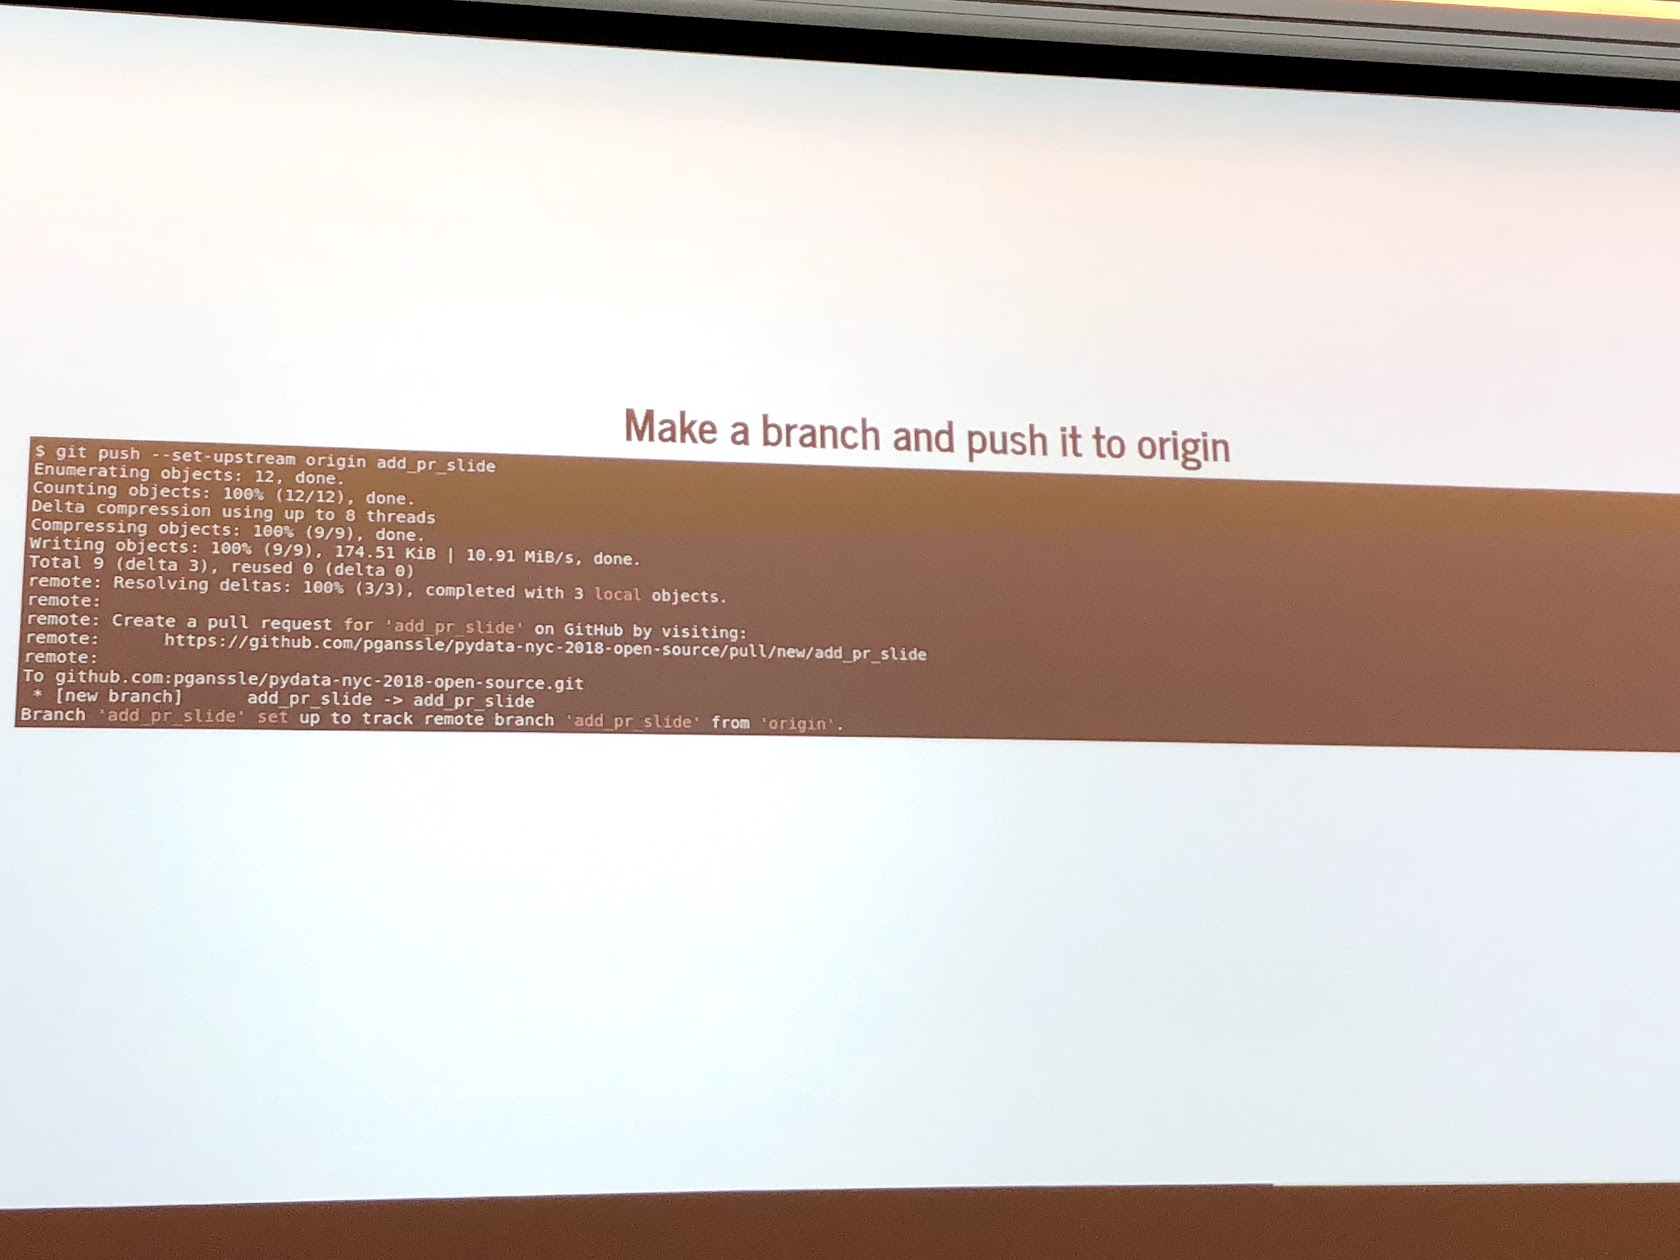 Make a branch and push it to origin
$ git push --set-upstream origin add_pr_slide
Enumerating objects: 12, done.
Counting objects: 100% (12/12), done.
Delta compression using up to 8 threads
Compressing objects: 100% (9/9), done.
Writing objects: 100% (9/9), 174.51 KiB | 10.91 MiB/s, done.
Total 9 (delta 3), reused 0 (delta 0)
remote: Resolving deltas: 100% (3/3), completed with 3 local objects.
remote:
remote: Create a pull request for 'add_pr_slide' on GitHub by visiting:
remote:      https://github.com/pganssle/pydata-nyc-2018-open-source/pull/new/add_pr_slide
remote:
To github.com:pganssle/pydata-nyc-2018-open-source.git
 * [new branch]      add_pr_slide -> add_pr_slide
Branch 'add_pr_slide' set up to track remote branch 'add_pr_slide' from 'origin'.